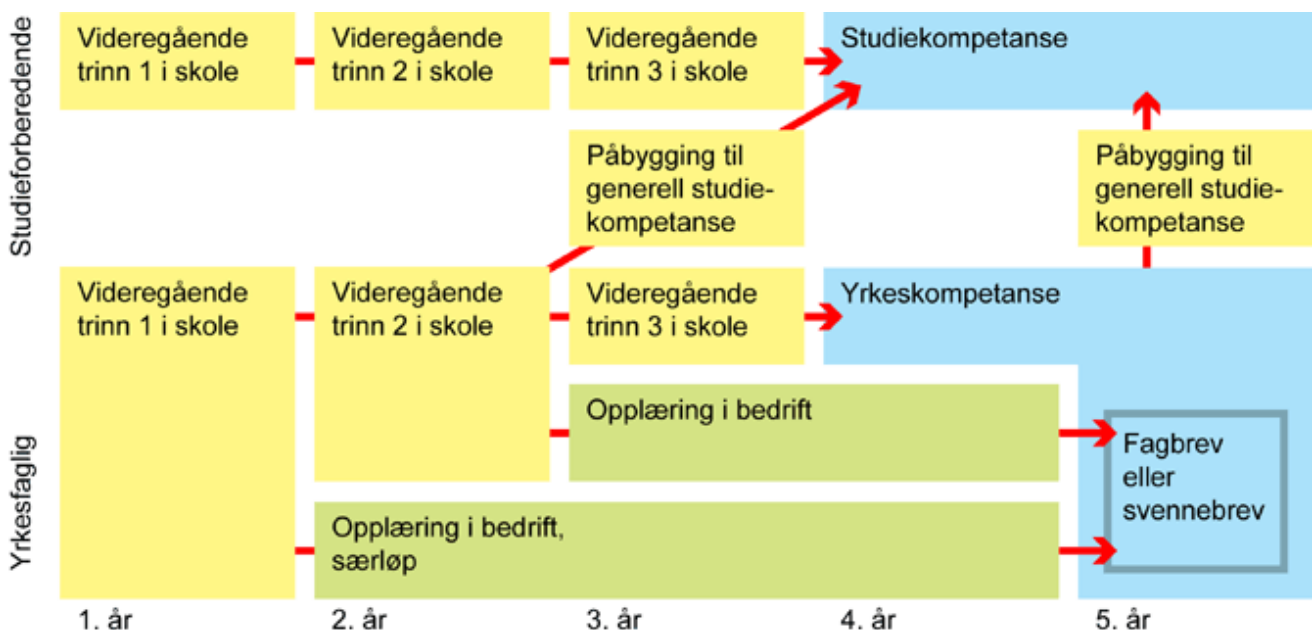 Studieforberedende
Videregående
trinn 1 i skole
Videregående
trinn 2 i skole
Videregående
trinn 3 i skole
Studiekompetanse
Påbygging til
generell studie-
kompetanse
Påbygging til
generell studie-
kompetanse
Yrkesfaglig
Videregående
trinn 1 i skole
Videregående
trinn 2 i skole
Videregående
trinn 3 i skole
Yrkeskompetanse
Opplæring i bedrift
Fagbrev
eller
svennebrev
Opplæring i bedrift,
særløp
1. år
2. år
3. år
4. år
5. år